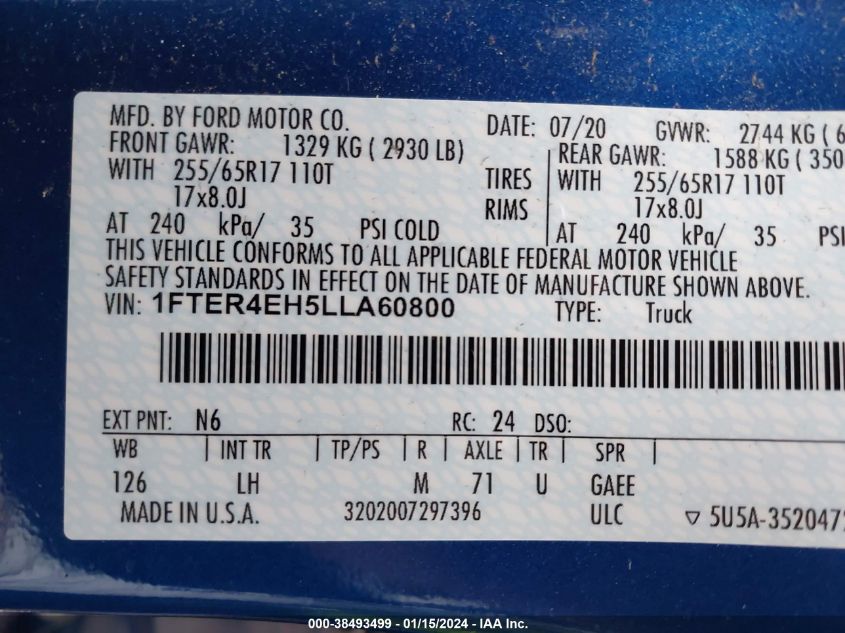 MFD. BY FORD MOTOR CO. DATE: 07/20 GVWR: 2744 KG ( 6
FRONT GAWR: 1329 KG ( 2930 LB) REAR GAWR: 1588 KG ( 350
WITH 255/65R17 110T TIRES WITH 255/65R17 110T
17x8.0J RIMS 17x8.0J
AT 240 kPa/ 35 PSI COLD AT 240 kPa/ 35 PSI
THIS VEHICLE CONFORMS TO ALL APPLICABLE FEDERAL MOTOR VEHICLE
SAFETY STANDARDS IN EFFECT ON THE DATE OF MANUFACTURE SHOWN ABOVE.
VIN: 1FTER4EH5LLA60800 TYPE: Truck
EXT PNT: N6 RC: 24 DSO:
WB | INT TR | TP/PS | R | AXLE | TR | SPR |
126 LH M 71 U GAEE
MADE IN U.S.A. 3202007297396 ULC ▽ 5U5A-3520472
000-38493499 - 01/15/2024 - IAA Inc.